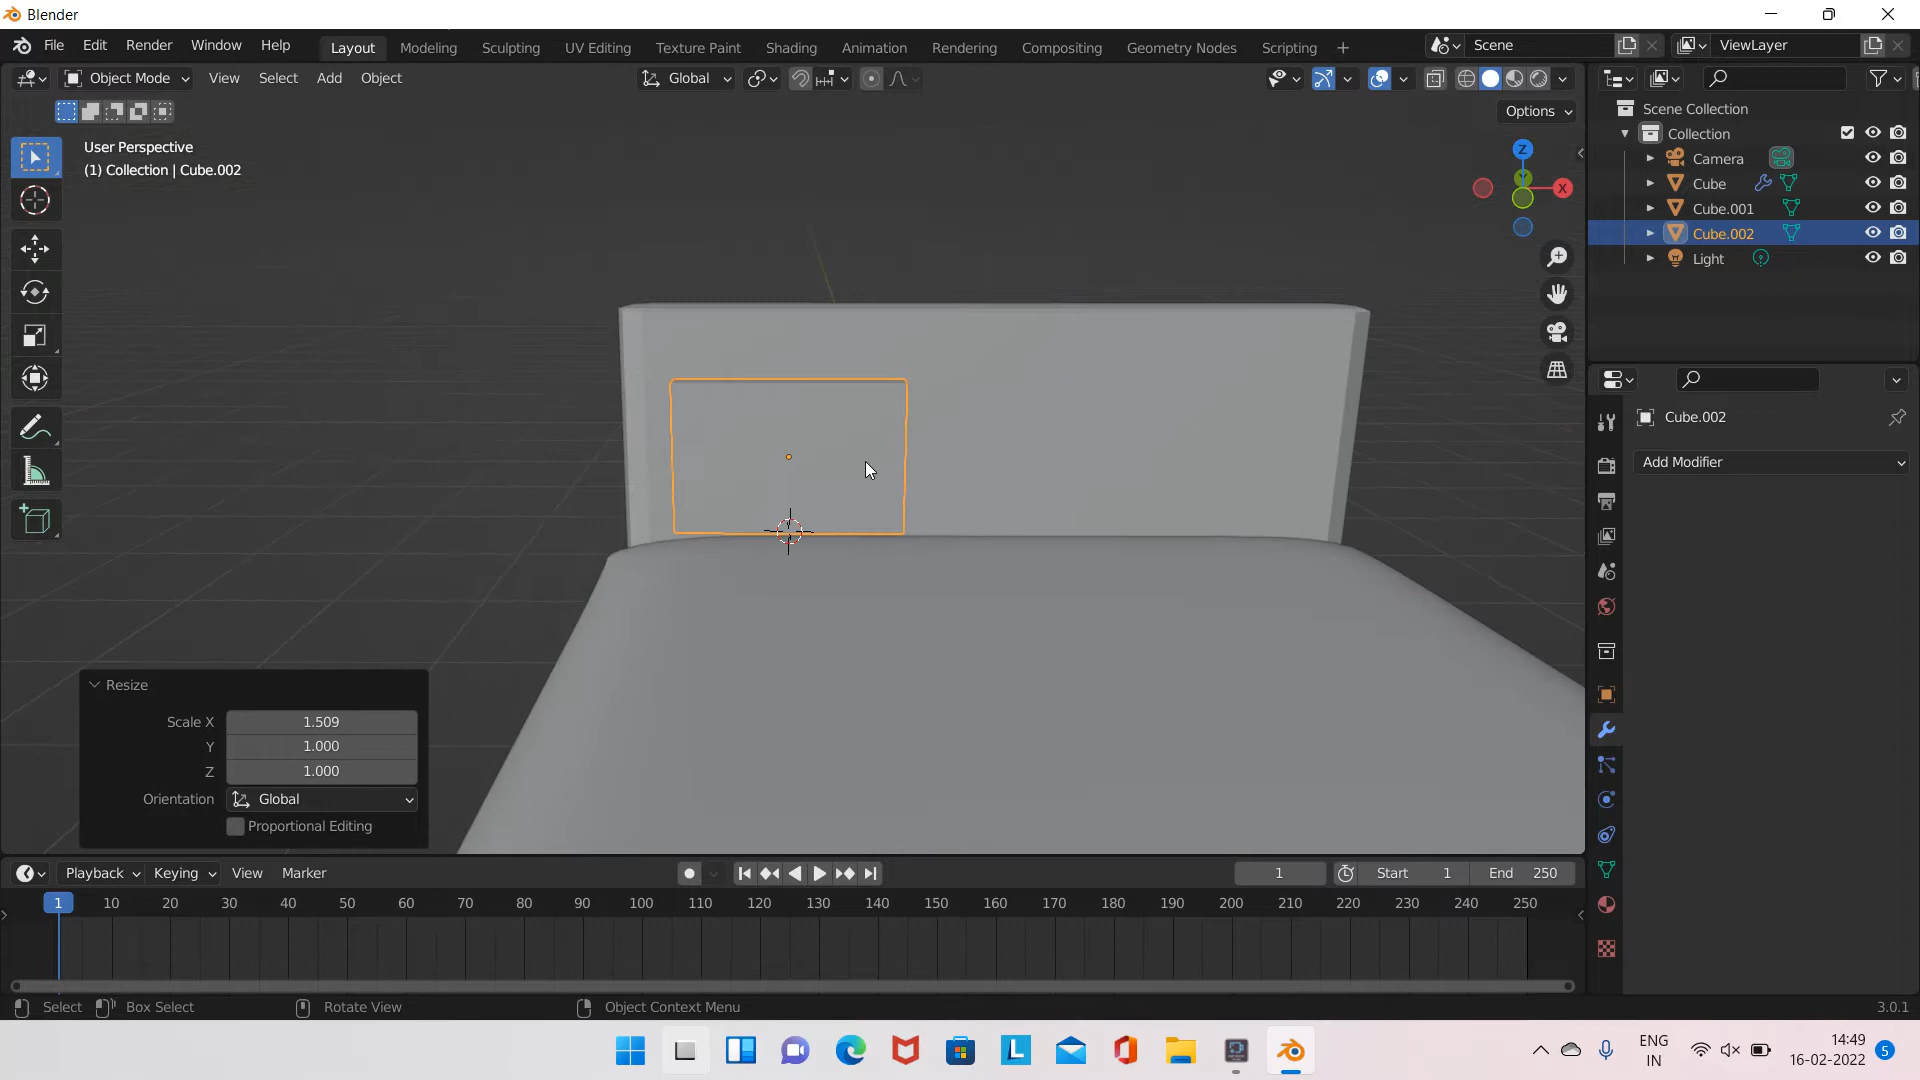 Blender
File Edit Render Window Help Layout Modeling Sculpting UV Editing Texture Paint Shading Animation Rendering Compositing Geometry Nodes Scripting + Scene ViewLayer
Object Mode View Select Add Object Global
Options
User Perspective
(1) Collection | Cube.002
Z
Y
X
Scene Collection
Collection
Camera
Cube
Cube.001
Cube.002
Light
Cube.002
Add Modifier
Resize
Scale X 1.509
Y 1.000
Z 1.000
Orientation Global
Proportional Editing
Playback Keying View Marker 1 Start 1 End 250
1 10 20 30 40 50 60 70 80 90 100 110 120 130 140 150 160 170 180 190 200 210 220 230 240 250
Select Box Select Rotate View Object Context Menu 3.0.1
ENG
IN
14:49
16-02-2022
5